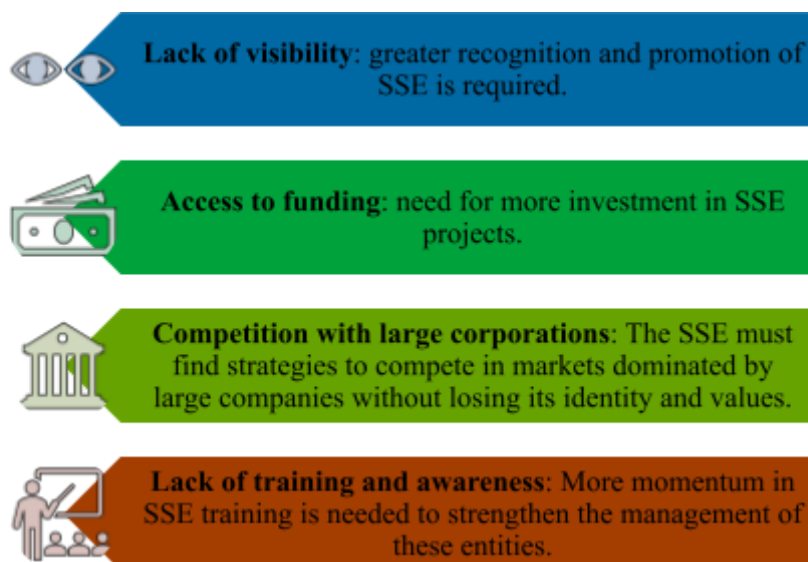 Lack of visibility: greater recognition and promotion of
SSE is required.
Access to funding: need for more investment in SSE
projects.
Competition with large corporations: The SSE must
find strategies to compete in markets dominated by
large companies without losing its identity and values.
Lack of training and awareness: More momentum in
SSE training is needed to strengthen the management of
these entities.